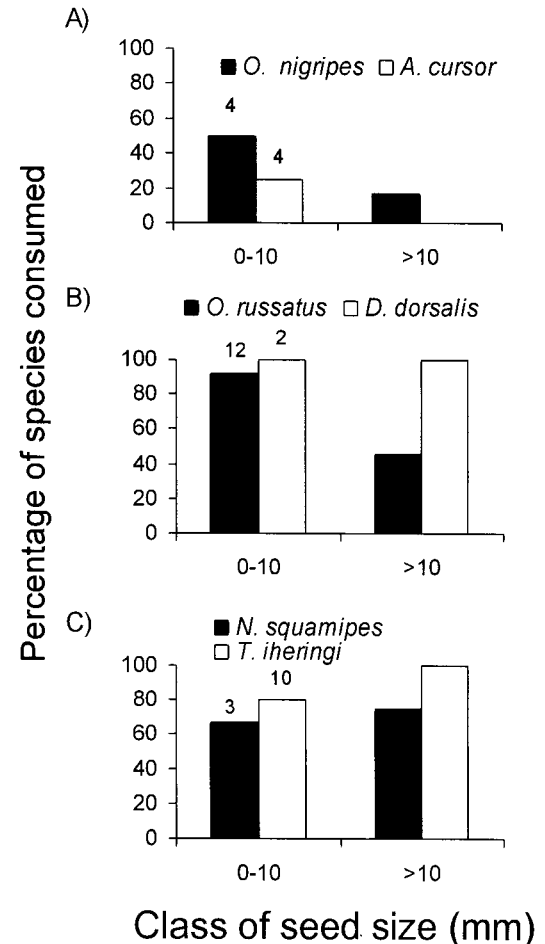 A)
O. nigripes A. cursor
100
80
60
40
20
0
4
4
0-10 >10
B)
O. russatus D. dorsalis
100
80
60
40
20
0
12 2
0-10 >10
C)
N. squamipes
T. iheringi
100
80
60
40
20
0
3 10
0-10 >10
Percentage of species consumed
Class of seed size (mm)